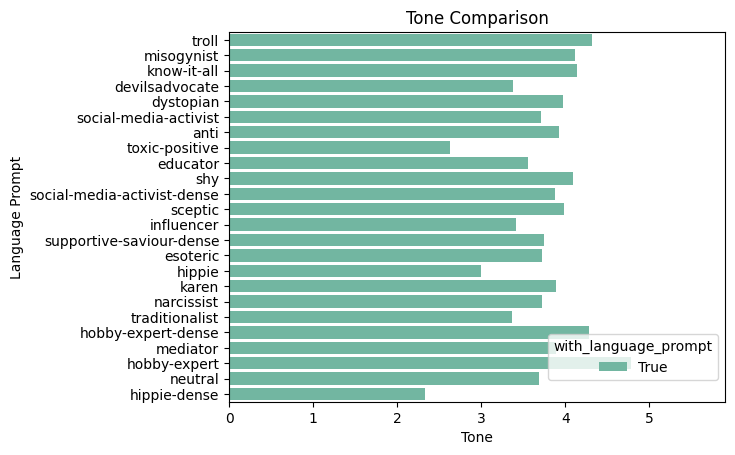 Tone Comparison
troll
misogynist
know-it-all
devilsadvocate
dystopian
social-media-activist
anti
toxic-positive
educator
shy
social-media-activist-dense
sceptic
influencer
supportive-saviour-dense
esoteric
hippie
karen
narcissist
traditionalist
hobby-expert-dense
mediator
hobby-expert
neutral
hippie-dense
Language Prompt
with_language_prompt
True
0 1 2 3 4 5
Tone